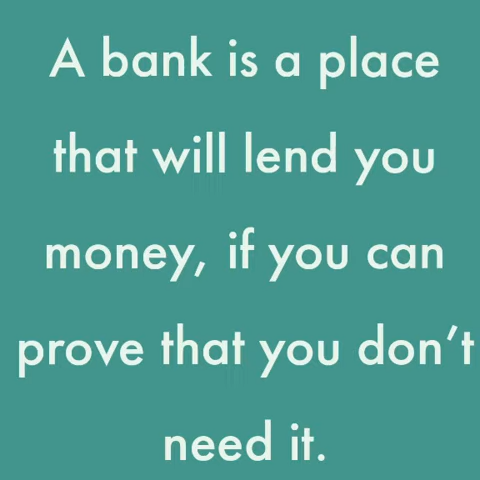 A bank is a place
that will lend you
money, if you can
prove that you don’t
need it.